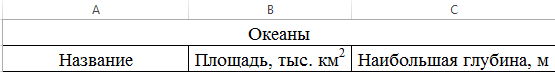 A B C
Океаны
Название Площадь, тыс. км² Наибольшая глубина, м